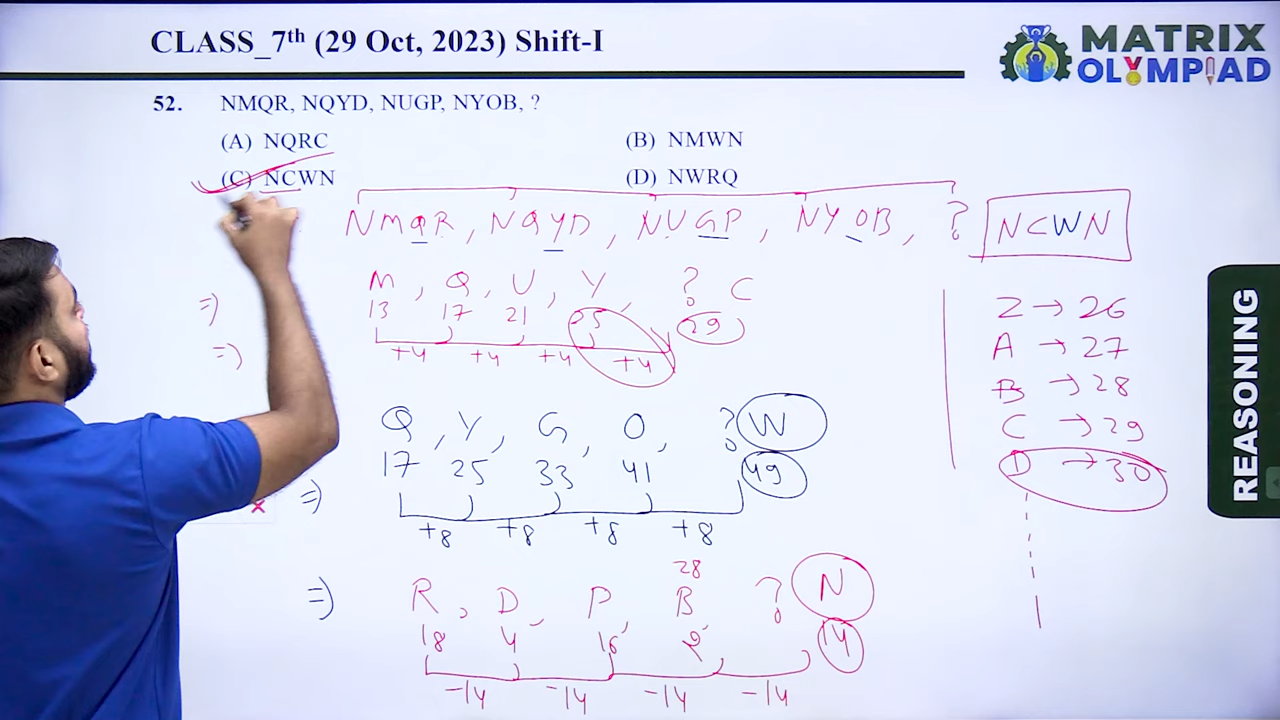 CLASS_7th (29 Oct, 2023) Shift-I
MATRIX
OLYMPIAD
52. NMQR, NQYD, NUGP, NYOB, ?
(A) NQRC (B) NMWN
(C) NCWN (D) NWRQ
NMQR, NQYD, NUGP, NYOB, ? NCWN
⇒ M, Q, U, Y, ? C
13 17 21 25 29
⇒ +4 +4 +4 +4
Z → 26
A → 27
B → 28
C → 29
D → 30
Q, Y, G, O, ? W
⇒ 17 25 33 41 49
+8 +8 +8 +8
28
⇒ R, D, P, B, ? N
18 4 16 2 14
-14 -14 -14 -14
REASONING